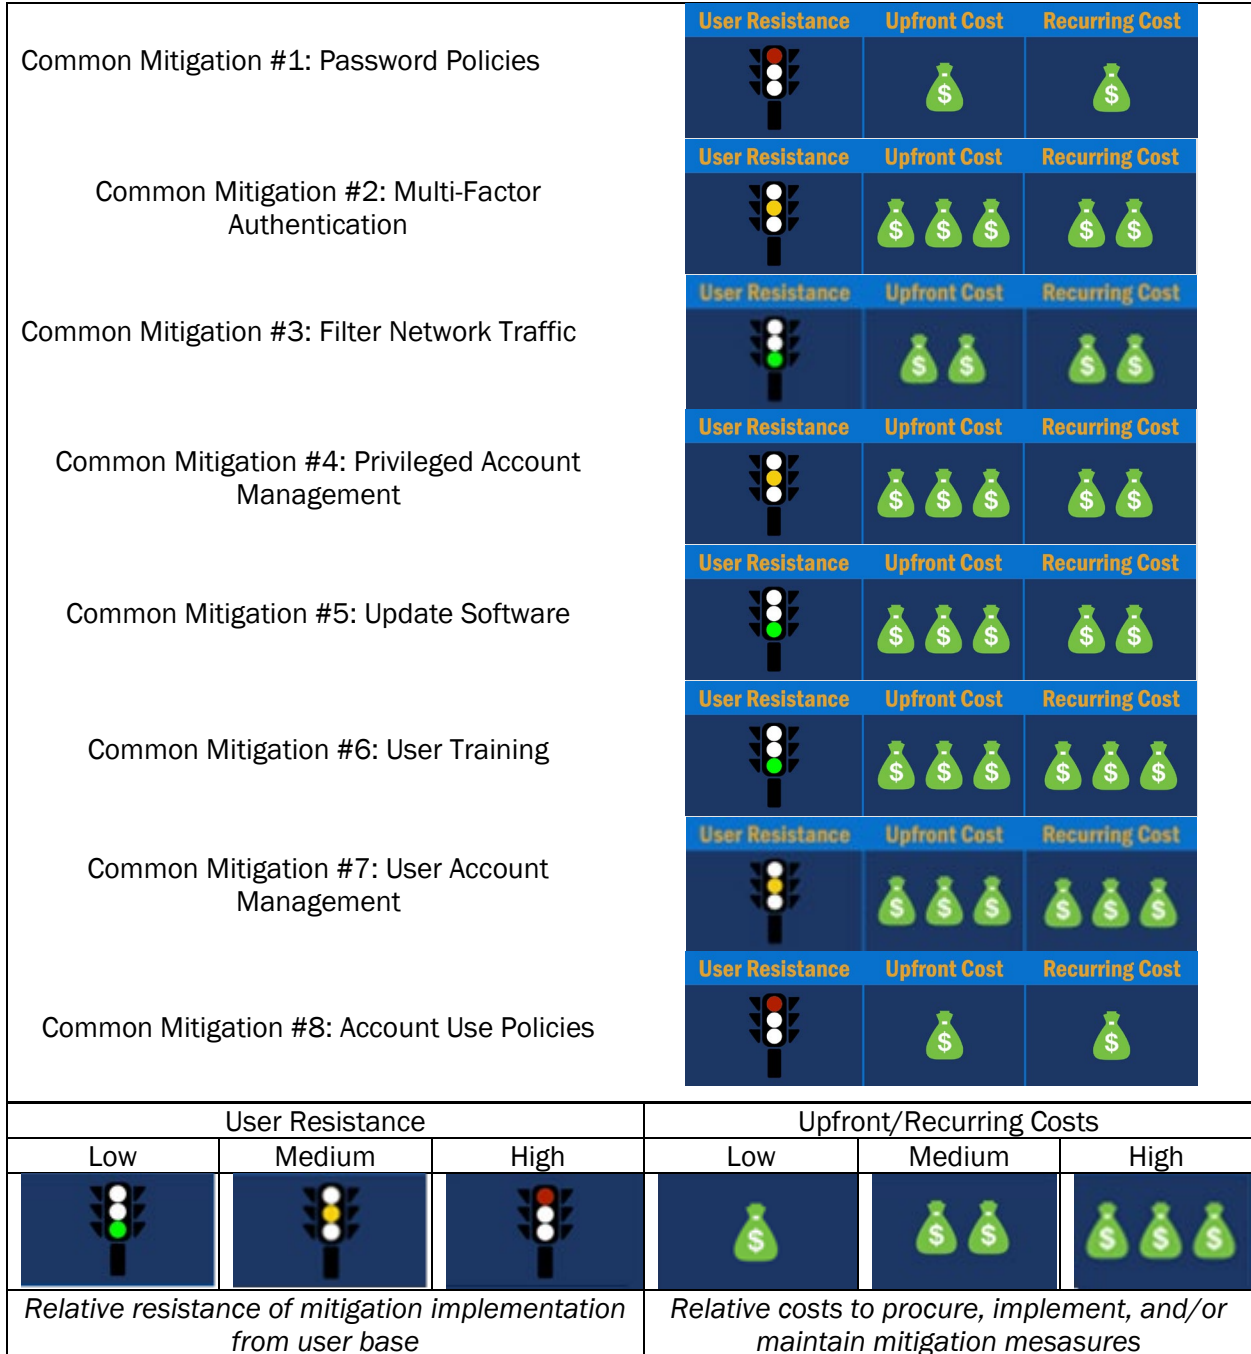 User Resistance Upfront Cost Recurring Cost
Common Mitigation #1: Password Policies
$ $
User Resistance Upfront Cost Recurring Cost
Common Mitigation #2: Multi-Factor
Authentication
$ $ $ $ $
User Resistance Upfront Cost Recurring Cost
Common Mitigation #3: Filter Network Traffic
$ $ $ $
User Resistance Upfront Cost Recurring Cost
Common Mitigation #4: Privileged Account
Management
$ $ $ $ $
User Resistance Upfront Cost Recurring Cost
Common Mitigation #5: Update Software
$ $ $ $ $
User Resistance Upfront Cost Recurring Cost
Common Mitigation #6: User Training
$ $ $ $ $ $
User Resistance Upfront Cost Recurring Cost
Common Mitigation #7: User Account
Management
$ $ $ $ $ $
User Resistance Upfront Cost Recurring Cost
Common Mitigation #8: Account Use Policies
$ $
User Resistance Upfront/Recurring Costs
Low Medium High Low Medium High
$ $ $ $ $ $
Relative resistance of mitigation implementation
from user base
Relative costs to procure, implement, and/or
maintain mitigation mesasures